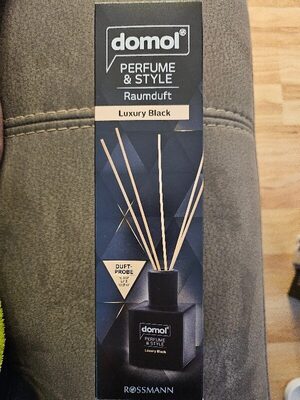 domol
PERFUME
& STYLE
Raumduft
Luxury Black
DUFT-
PROBE
domol
PERFUME
& STYLE
Luxury Black
ROSSMANN